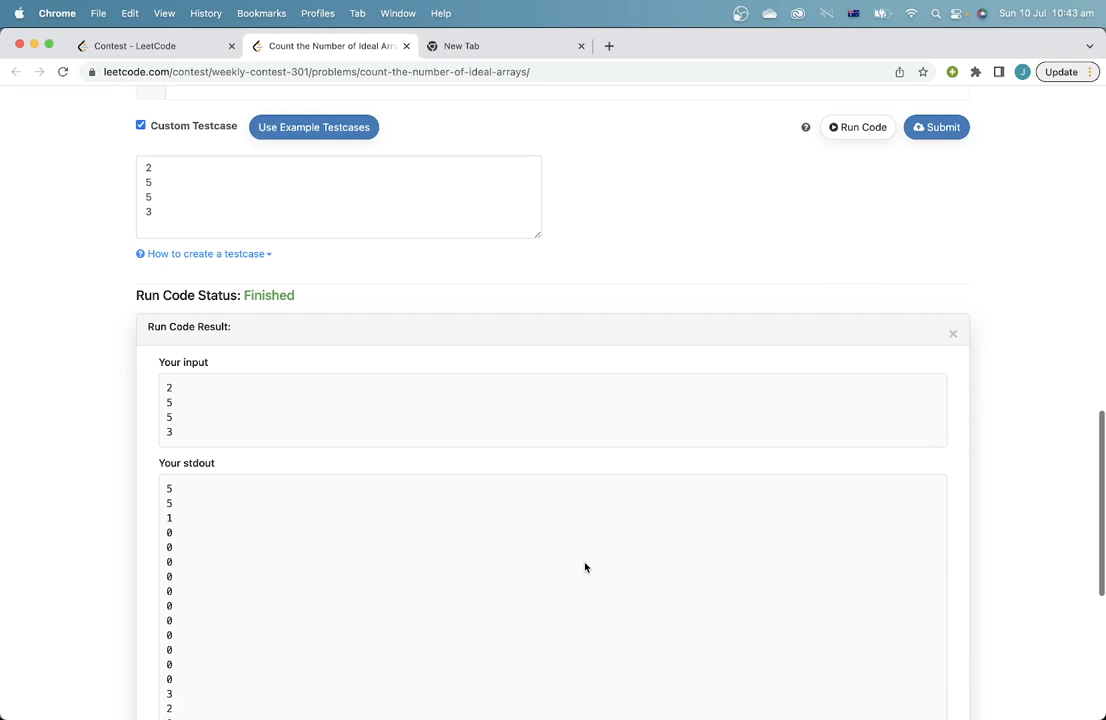 Chrome File Edit View History Bookmarks Profiles Tab Window Help Sun 10 Jul 10:43 am
Contest - LeetCode Count the Number of Ideal Arr New Tab
leetcode.com/contest/weekly-contest-301/problems/count-the-number-of-ideal-arrays/ J Update
Custom Testcase Use Example Testcases ? Run Code Submit
2
5
5
3
? How to create a testcase
Run Code Status: Finished
Run Code Result: ×
Your input
2
5
5
3
Your stdout
5
5
1
0
0
0
0
0
0
0
0
0
0
0
3
2